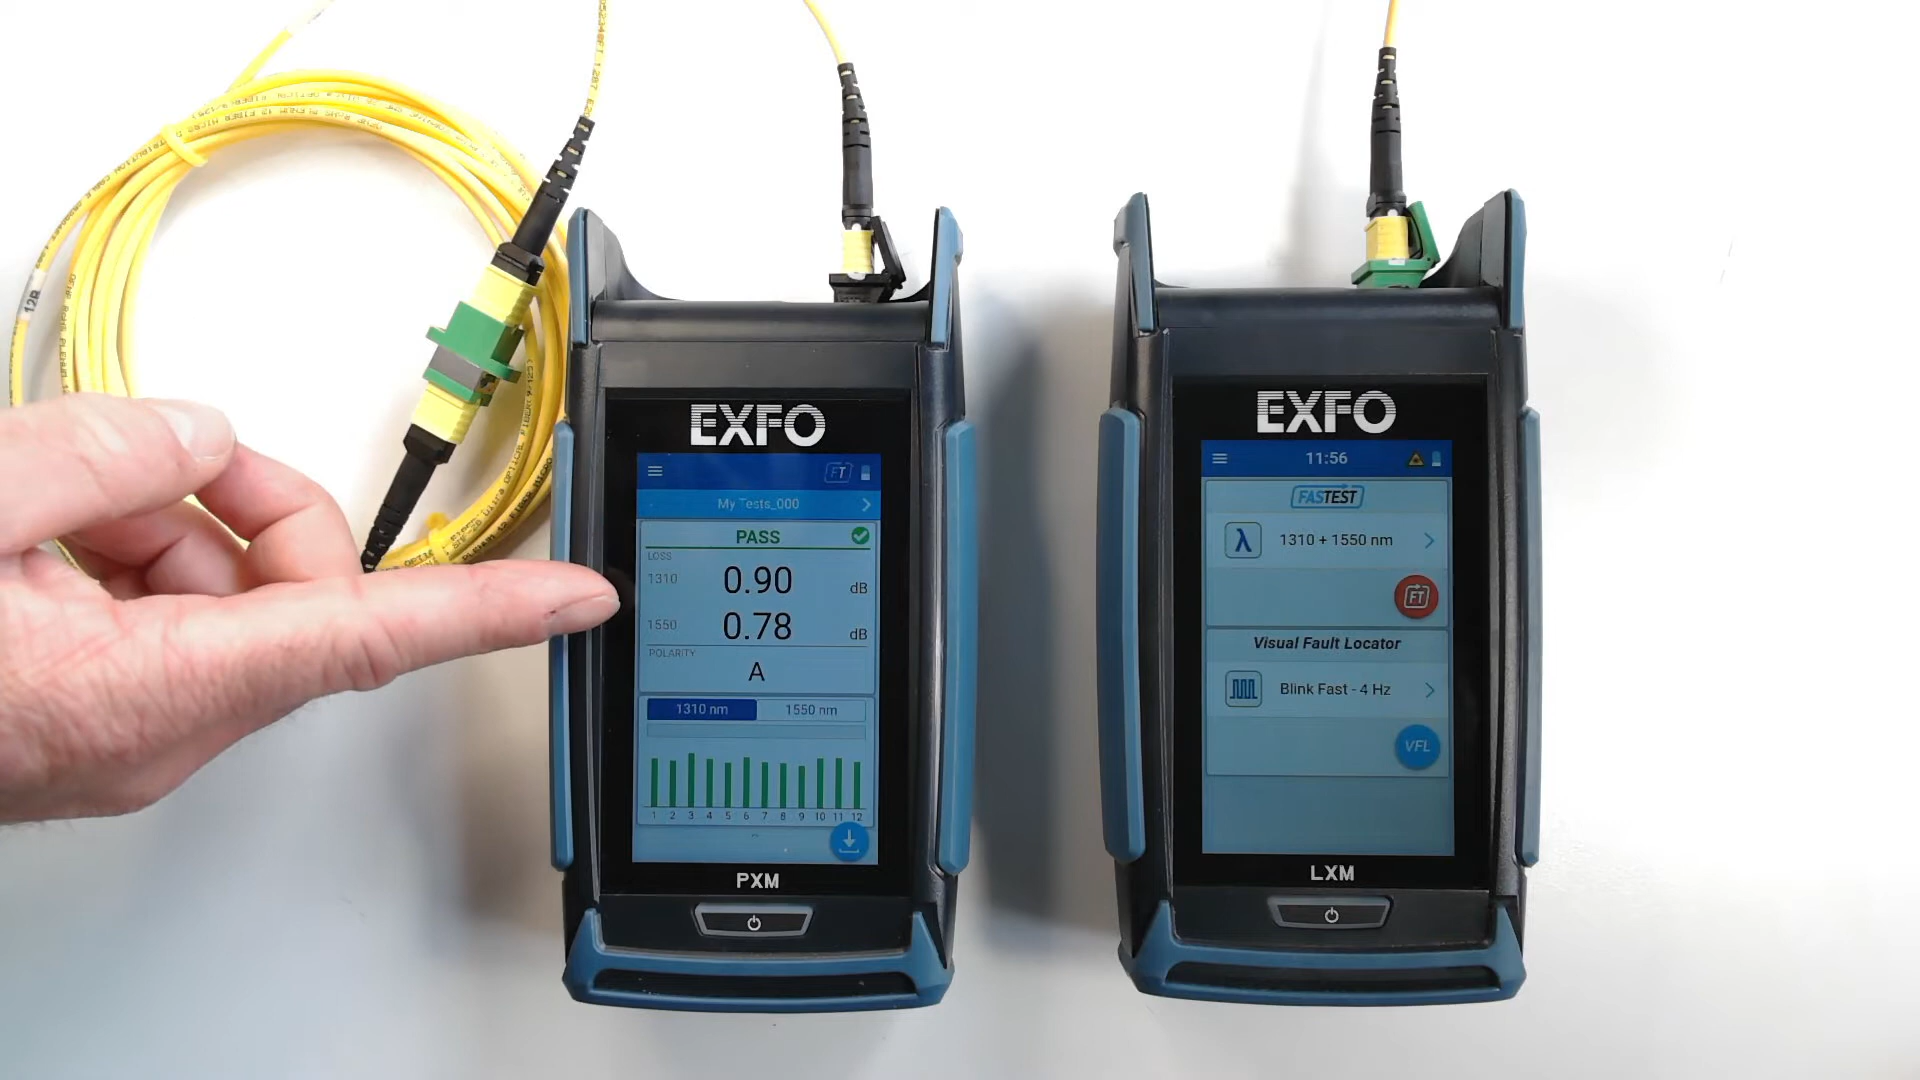 EXFO
FT
My Tests_000
PASS
LOSS
1310 0.90 dB
1550 0.78 dB
POLARITY
A
1310 nm 1550 nm
1 2 3 4 5 6 7 8 9 10 11 12
PXM
EXFO
11:56
FASTEST
λ 1310 + 1550 nm
FT
Visual Fault Locator
Blink Fast - 4 Hz
VFL
LXM
12B